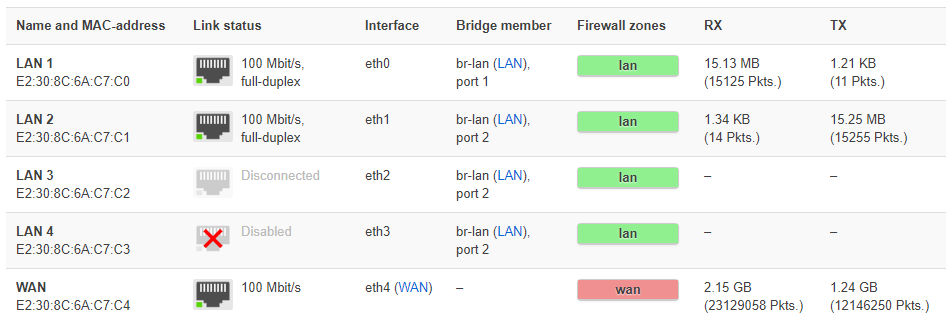 Name and MAC-address Link status Interface Bridge member Firewall zones RX TX
LAN 1 100 Mbit/s, eth0 br-lan (LAN), lan 15.13 MB 1.21 KB
E2:30:8C:6A:C7:C0 full-duplex port 1 (15125 Pkts.) (11 Pkts.)
LAN 2 100 Mbit/s, eth1 br-lan (LAN), lan 1.34 KB 15.25 MB
E2:30:8C:6A:C7:C1 full-duplex port 2 (14 Pkts.) (15255 Pkts.)
LAN 3 Disconnected eth2 br-lan (LAN), lan – –
E2:30:8C:6A:C7:C2 port 2
LAN 4 Disabled eth3 br-lan (LAN), lan – –
E2:30:8C:6A:C7:C3 port 2
WAN 100 Mbit/s eth4 (WAN) – wan 2.15 GB 1.24 GB
E2:30:8C:6A:C7:C4 (23129058 Pkts.) (12146250 Pkts.)